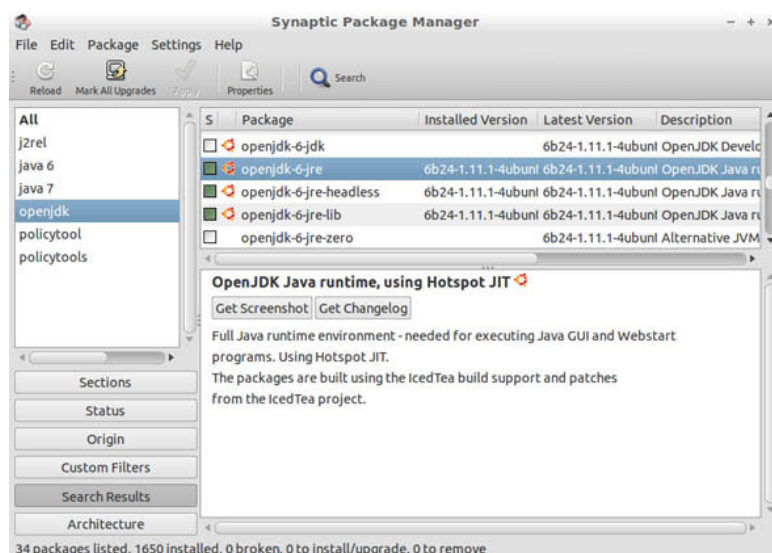 Synaptic Package Manager
File Edit Package Settings Help
Reload Mark All Upgrades Apply Properties Search
All
j2rel
java 6
java 7
openjdk
policytool
policytools
S Package Installed Version Latest Version Description
openjdk-6-jdk 6b24-1.11.1-4ubunt OpenJDK Develo
openjdk-6-jre 6b24-1.11.1-4ubunt 6b24-1.11.1-4ubunt OpenJDK Java ru
openjdk-6-jre-headless 6b24-1.11.1-4ubunt 6b24-1.11.1-4ubunt OpenJDK Java ru
openjdk-6-jre-lib 6b24-1.11.1-4ubunt 6b24-1.11.1-4ubunt OpenJDK Java ru
openjdk-6-jre-zero 6b24-1.11.1-4ubunt Alternative JVM
OpenJDK Java runtime, using Hotspot JIT
Get Screenshot Get Changelog
Full Java runtime environment - needed for executing Java GUI and Webstart
programs. Using Hotspot JIT.
The packages are built using the IcedTea build support and patches
from the IcedTea project.
Sections
Status
Origin
Custom Filters
Search Results
Architecture
34 packages listed, 1650 installed, 0 broken, 0 to install/upgrade, 0 to remove